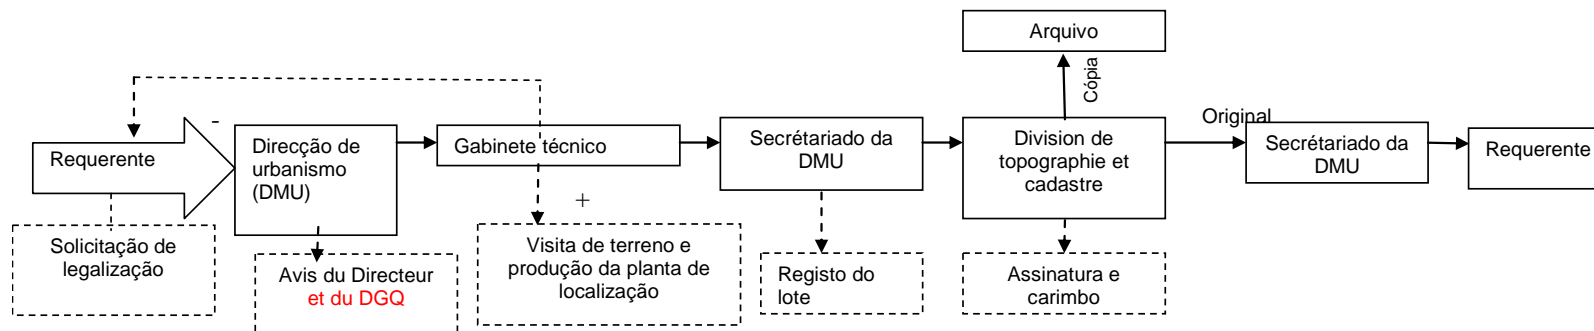 Arquivo
Cópia
-
Requerente
Direcção de
urbanismo
(DMU)
Gabinete técnico
Secrétariado da
DMU
Division de
topographie et
cadastre
Original
Secrétariado da
DMU
Requerente
+
Solicitação de
legalização
Avis du Directeur
et du DGQ
Visita de terreno e
produção da planta de
localização
Registo do
lote
Assinatura e
carimbo